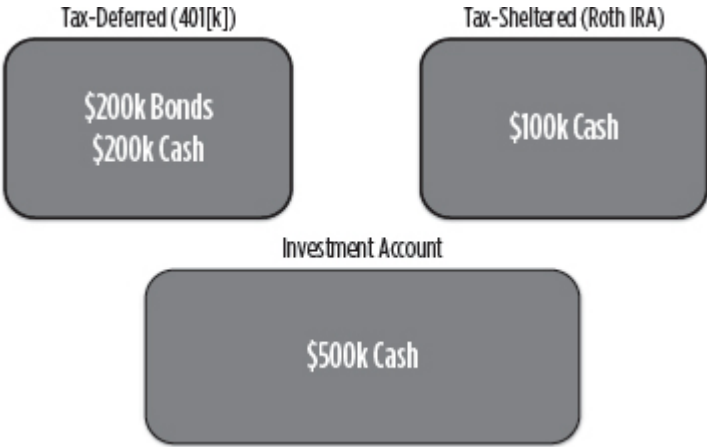 Tax-Deferred (401[k])
Tax-Sheltered (Roth IRA)
$200k Bonds
$200k Cash
$100k Cash
Investment Account
$500k Cash